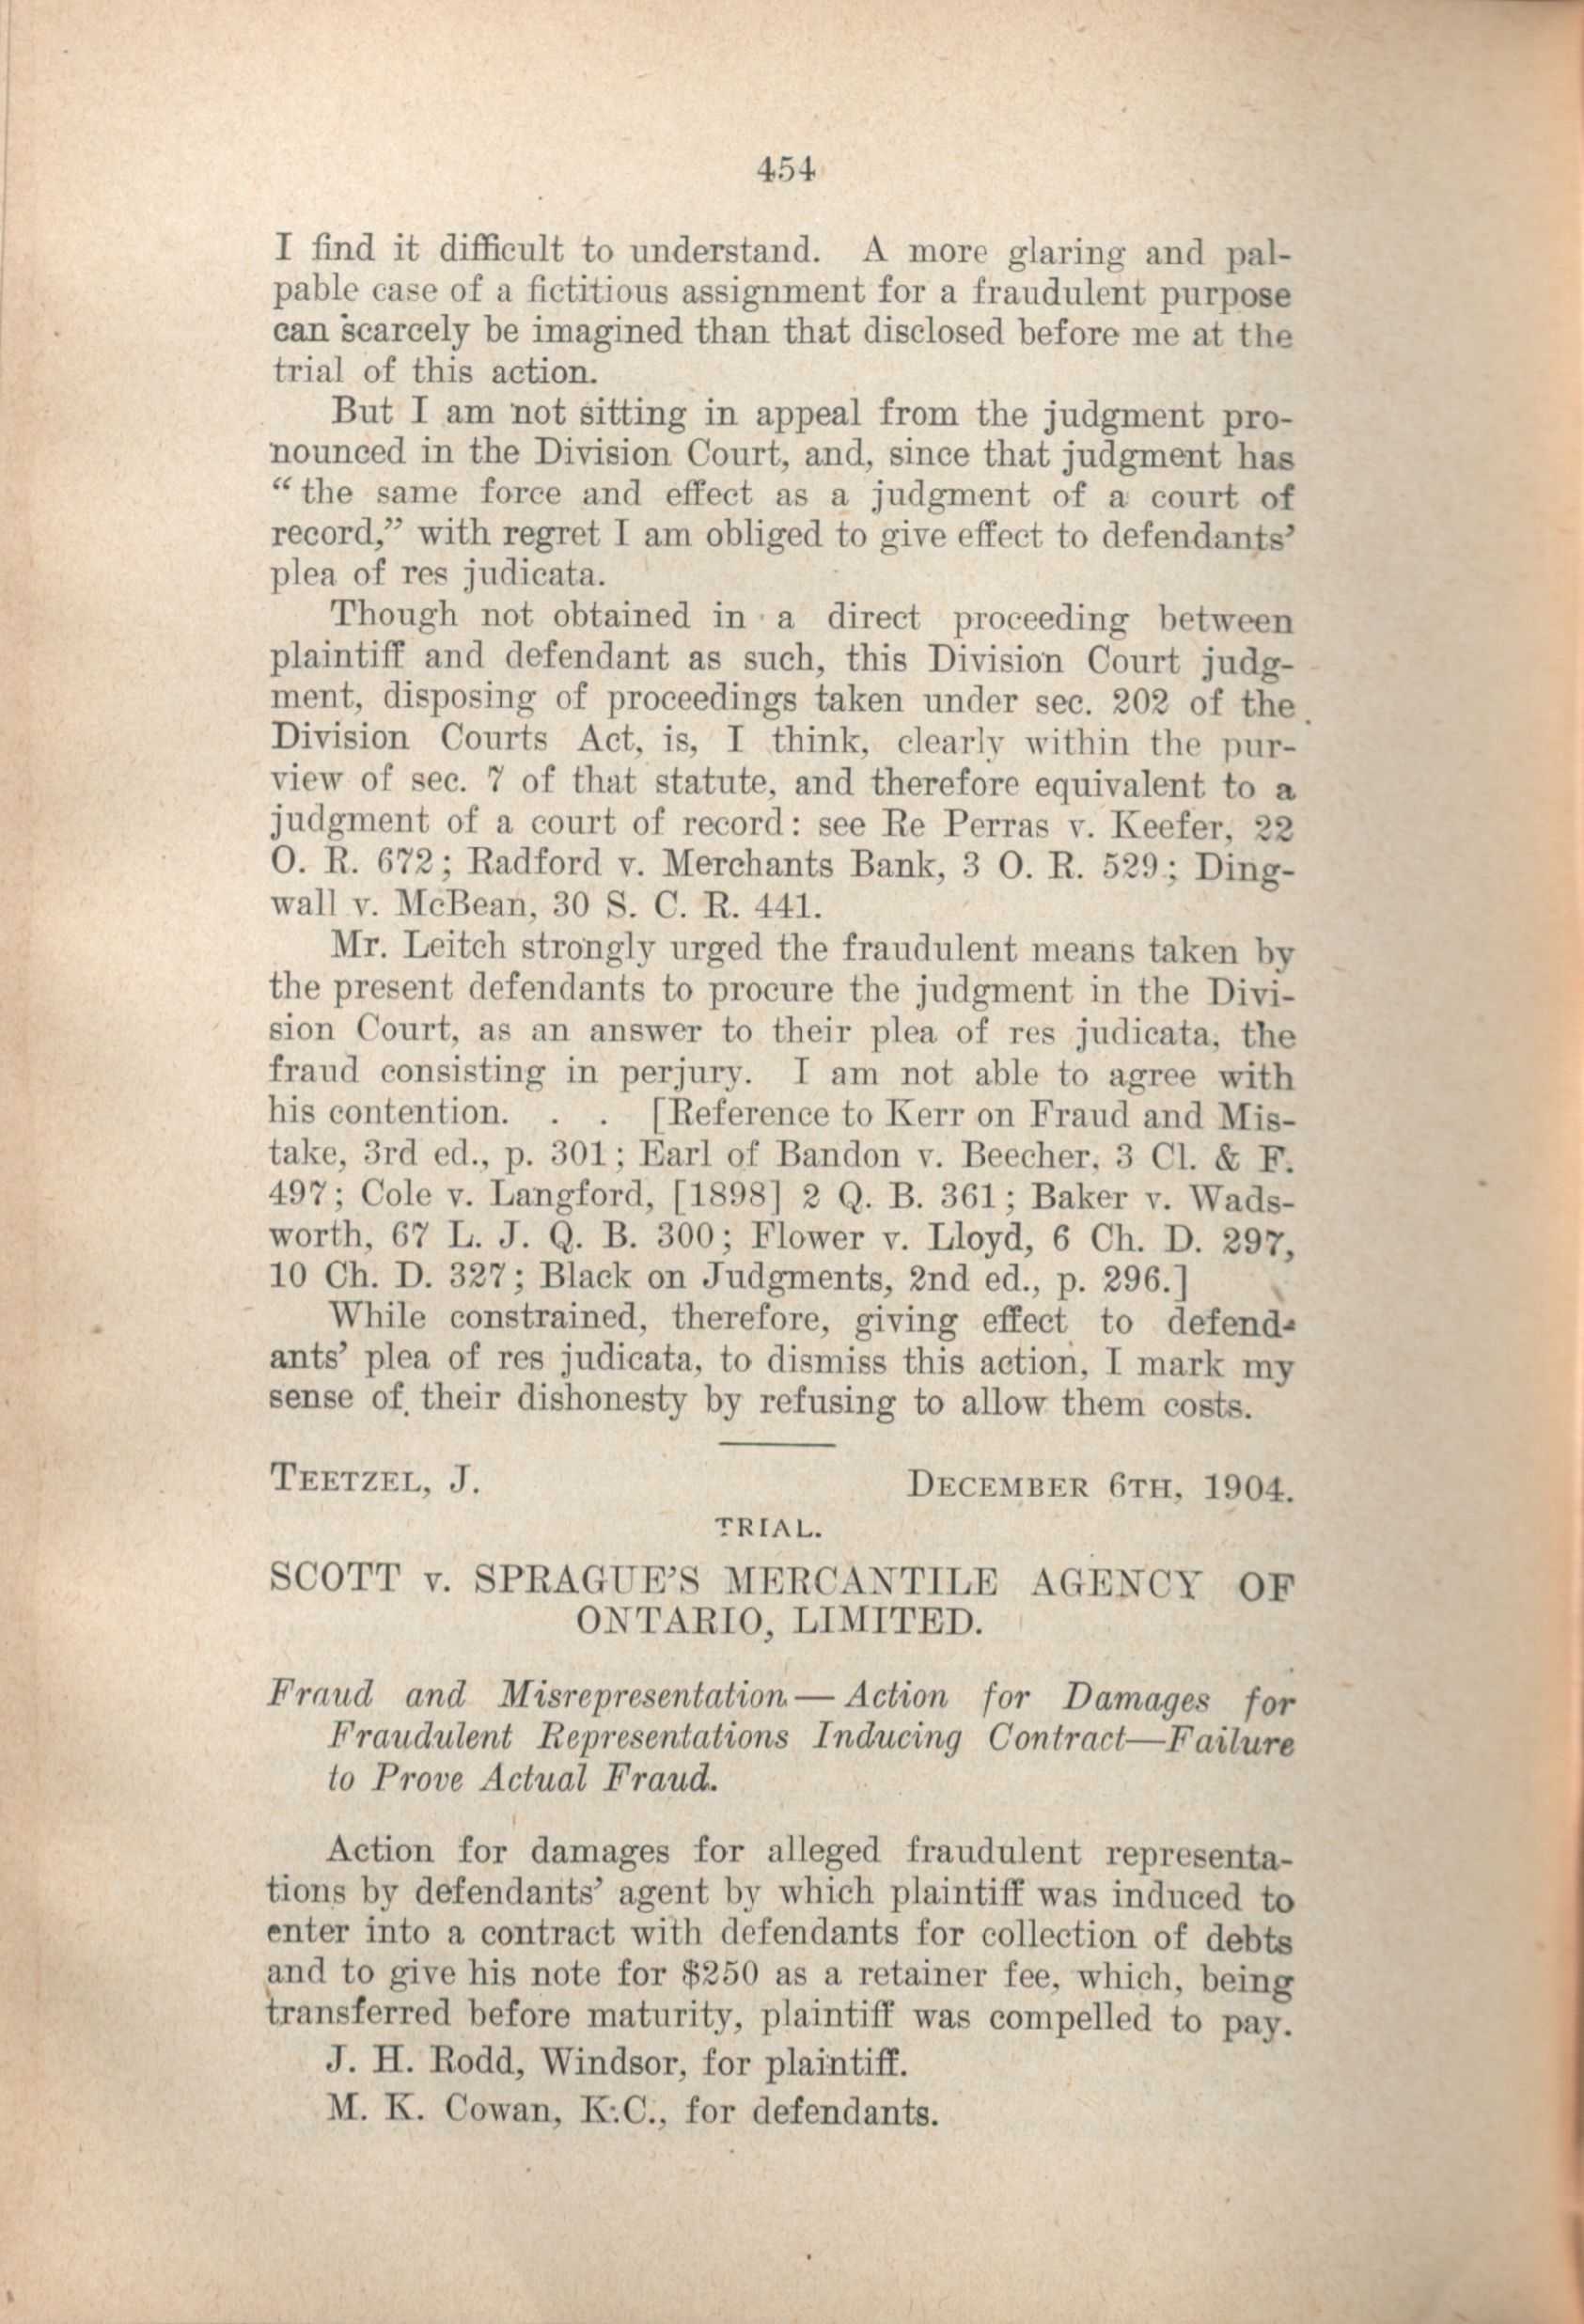 454
I find it difficult to understand. A more glaring and pal-
pable case of a fictitious assignment for a fraudulent purpose
can scarcely be imagined than that disclosed before me at the
trial of this action.
But I am not sitting in appeal from the judgment pro-
nounced in the Division Court, and, since that judgment has
“the same force and effect as a judgment of a court of
record,” with regret I am obliged to give effect to defendants’
plea of res judicata.
Though not obtained in a direct proceeding between
plaintiff and defendant as such, this Division Court judg-
ment, disposing of proceedings taken under sec. 202 of the
Division Courts Act, is, I think, clearly within the pur-
view of sec. 7 of that statute, and therefore equivalent to a
judgment of a court of record: see Re Perras v. Keefer, 22
O. R. 672; Radford v. Merchants Bank, 3 O. R. 529; Ding-
wall v. McBean, 30 S. C. R. 441.
Mr. Leitch strongly urged the fraudulent means taken by
the present defendants to procure the judgment in the Divi-
sion Court, as an answer to their plea of res judicata, the
fraud consisting in perjury. I am not able to agree with
his contention. . . [Reference to Kerr on Fraud and Mis-
take, 3rd ed., p. 301; Earl of Bandon v. Beecher, 3 Cl. & F.
497; Cole v. Langford, [1898] 2 Q. B. 361; Baker v. Wads-
worth, 67 L. J. Q. B. 300; Flower v. Lloyd, 6 Ch. D. 297,
10 Ch. D. 327; Black on Judgments, 2nd ed., p. 296.]
While constrained, therefore, giving effect to defend-
ants’ plea of res judicata, to dismiss this action, I mark my
sense of their dishonesty by refusing to allow them costs.
TEETZEL, J. DECEMBER 6TH, 1904.
TRIAL.
SCOTT v. SPRAGUE’S MERCANTILE AGENCY OF
ONTARIO, LIMITED.
Fraud and Misrepresentation — Action for Damages for
Fraudulent Representations Inducing Contract—Failure
to Prove Actual Fraud.
Action for damages for alleged fraudulent representa-
tions by defendants’ agent by which plaintiff was induced to
enter into a contract with defendants for collection of debts
and to give his note for $250 as a retainer fee, which, being
transferred before maturity, plaintiff was compelled to pay.
J. H. Rodd, Windsor, for plaintiff.
M. K. Cowan, K.C., for defendants.